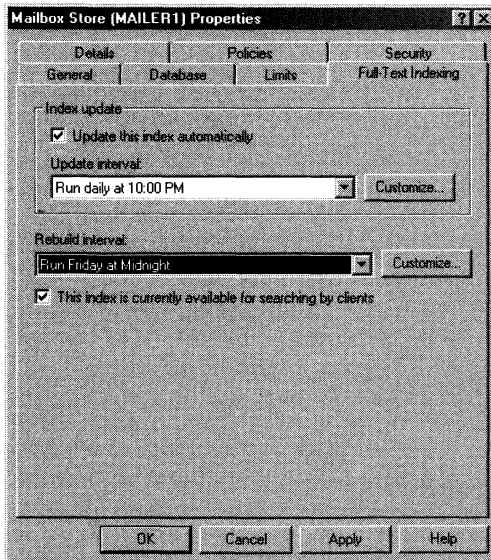 Mailbox Store (MAILER1) Properties
Details Policies Security
General Database Limits Full-Text Indexing
Index update
Update this index automatically
Update interval:
Run daily at 10:00 PM Customize...
Rebuild interval:
Run Friday at Midnight Customize...
This index is currently available for searching by clients
OK Cancel Apply Help